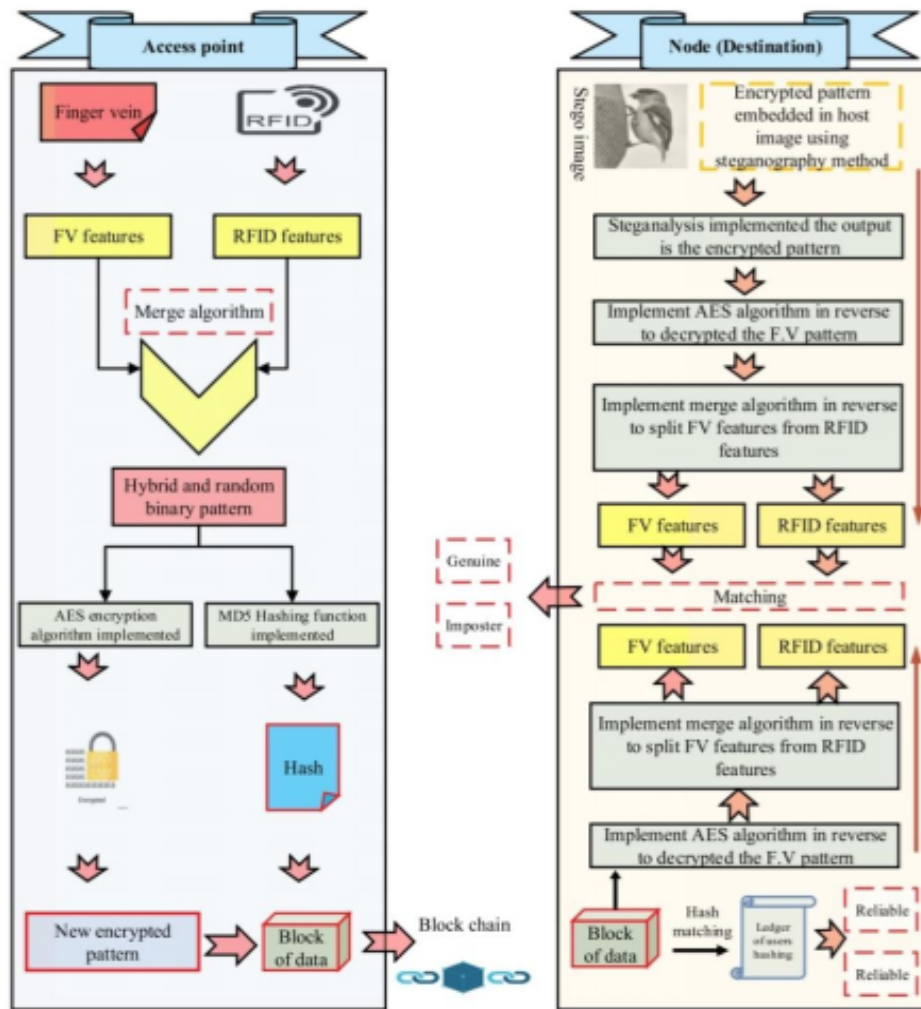 Access point
Finger vein
RFID
FV features
RFID features
Merge algorithm
Hybrid and random
binary pattern
AES encryption
algorithm implemented
MD5 Hashing function
implemented
Encrypted
Hash
New encrypted
pattern
Block
of data
Block chain
Genuine
Imposter
Node (Destination)
Stego image
Encrypted pattern
embedded in host
image using
steganography method
Steganalysis implemented the output
is the encrypted pattern
Implement AES algorithm in reverse
to decrypted the F.V pattern
Implement merge algorithm in reverse
to split FV features from RFID
features
FV features
RFID features
Matching
FV features
RFID features
Implement merge algorithm in reverse
to split FV features from RFID
features
Implement AES algorithm in reverse
to decrypted the F.V pattern
Block
of data
Hash
matching
Ledger
of users
hashing
Reliable
Reliable